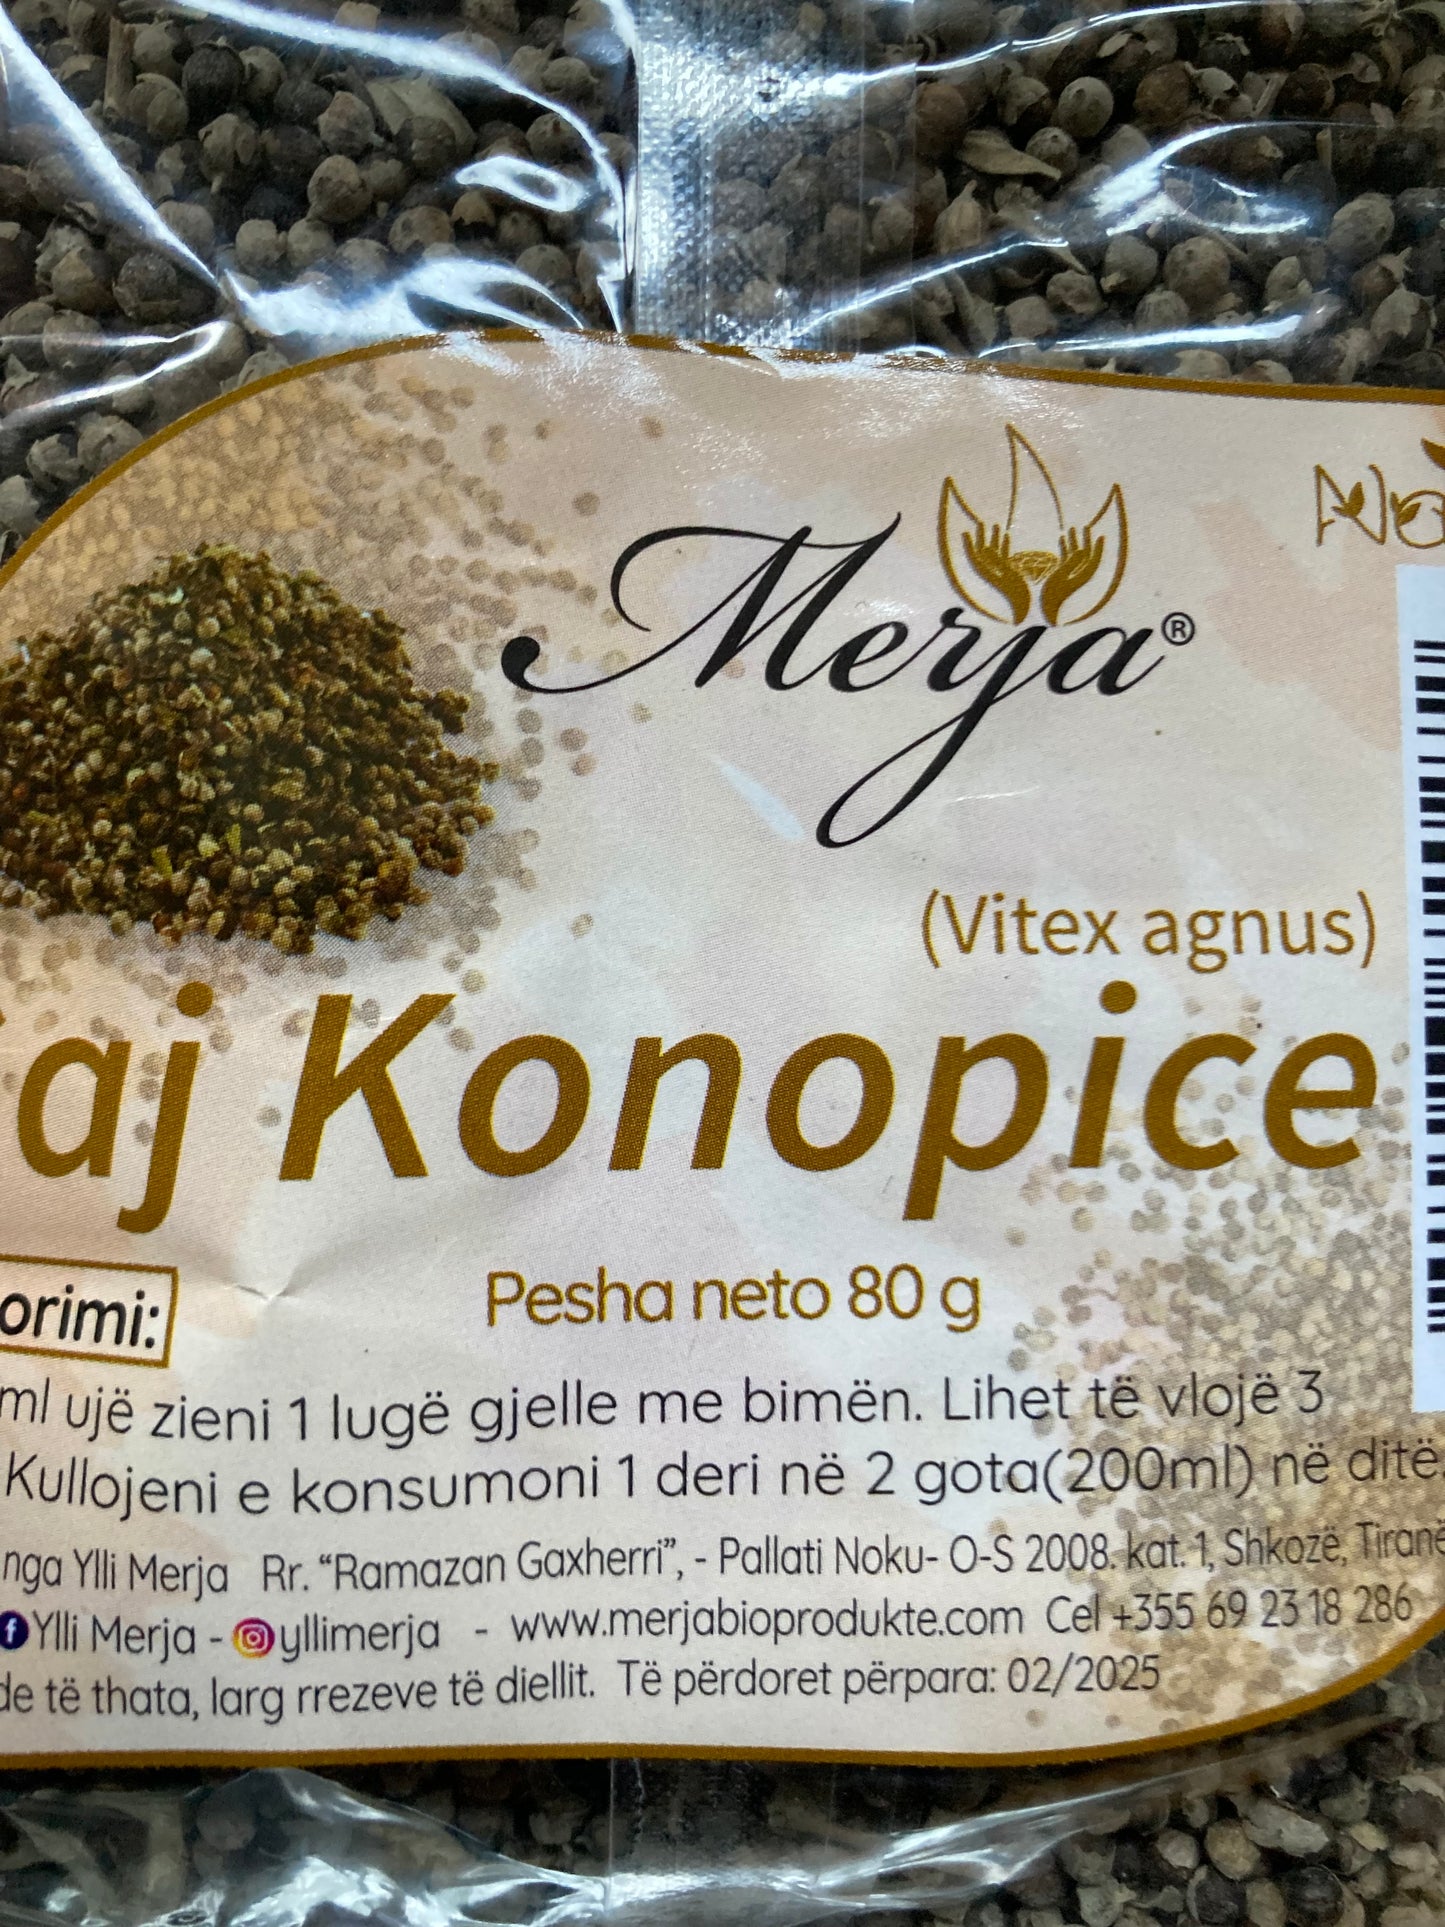 Merja®
(Vitex agnus)
aj Konopice
Pesha neto 80 g
orimi:
ml ujë zieni 1 lugë gjelle me bimën. Lihet të vlojë 3
Kullojeni e konsumoni 1 deri në 2 gota(200ml) në ditë.
nga Ylli Merja Rr. “Ramazan Gaxherri”, - Pallati Noku- O-S 2008. kat. 1, Shkozë, Tiranë
Ylli Merja - yllimerja - www.merjabioprodukte.com Cel +355 69 23 18 286
de të thata, larg rrezeve të diellit. Të përdoret përpara: 02/2025